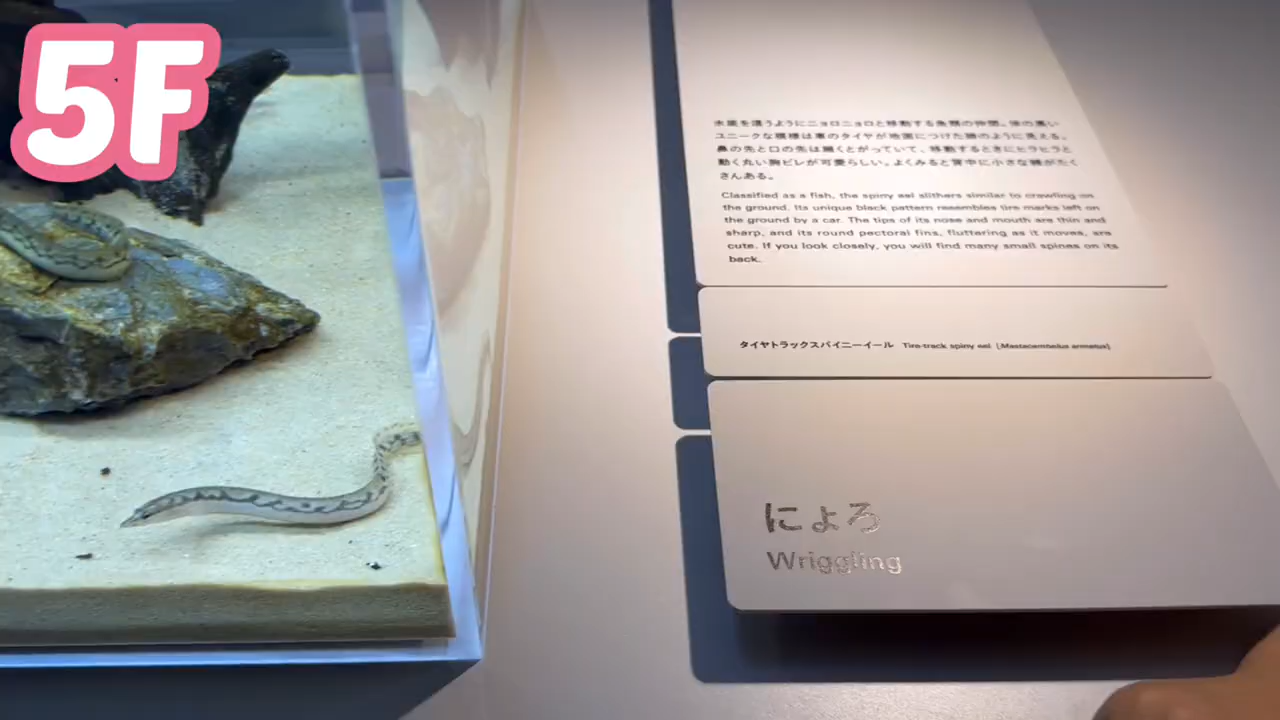 5F
水底を漂うようにニョロニョロと移動する魚類の仲間。体の黒い
ユニークな模様は車のタイヤが地面につけた跡のように見える。
鼻の先と口の先は細くとがっていて、移動するときにヒラヒラと
動く丸い胸ビレが可愛らしい。よくみると背中に小さな棘がたく
さんある。
Classified as a fish, the spiny eel slithers similar to crawling on
the ground. Its unique black pattern resembles tire marks left on
the ground by a car. The tips of its nose and mouth are thin and
sharp, and its round pectoral fins, fluttering as it moves, are
cute. If you look closely, you will find many small spines on its
back.
タイヤトラックスパイニーイール Tire-track spiny eel (Mastacembelus armatus)
にょろ
Wriggling